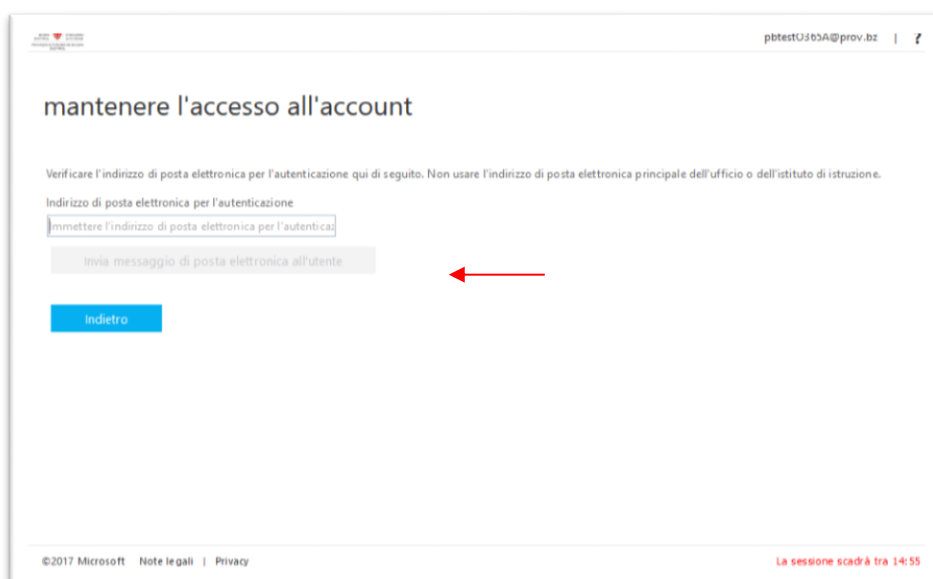 pbtestO365A@prov.bz | ?
mantenere l'accesso all'account
Verificare l'indirizzo di posta elettronica per l'autenticazione qui di seguito. Non usare l'indirizzo di posta elettronica principale dell'ufficio o dell'istituto di istruzione.
Indirizzo di posta elettronica per l'autenticazione
Immettere l'indirizzo di posta elettronica per l'autenticaz
Invia messaggio di posta elettronica all'utente
Indietro
©2017 Microsoft Note legali | Privacy
La sessione scadrà tra 14:55